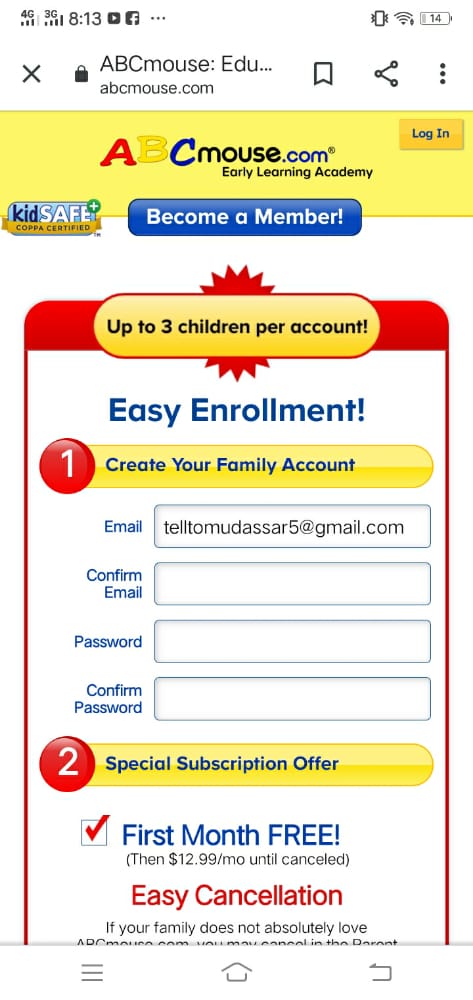 4G 3G 8:13 14
ABCmouse: Edu...
abcmouse.com
Log In
ABCmouse.com®
Early Learning Academy
kidSAFE+
COPPA CERTIFIED
TM
Become a Member!
Up to 3 children per account!
Easy Enrollment!
1 Create Your Family Account
Email telltomudassar5@gmail.com
Confirm
Email
Password
Confirm
Password
2 Special Subscription Offer
First Month FREE!
(Then $12.99/mo until canceled)
Easy Cancellation
If your family does not absolutely love
ABCmouse.com, you may cancel in the Parent